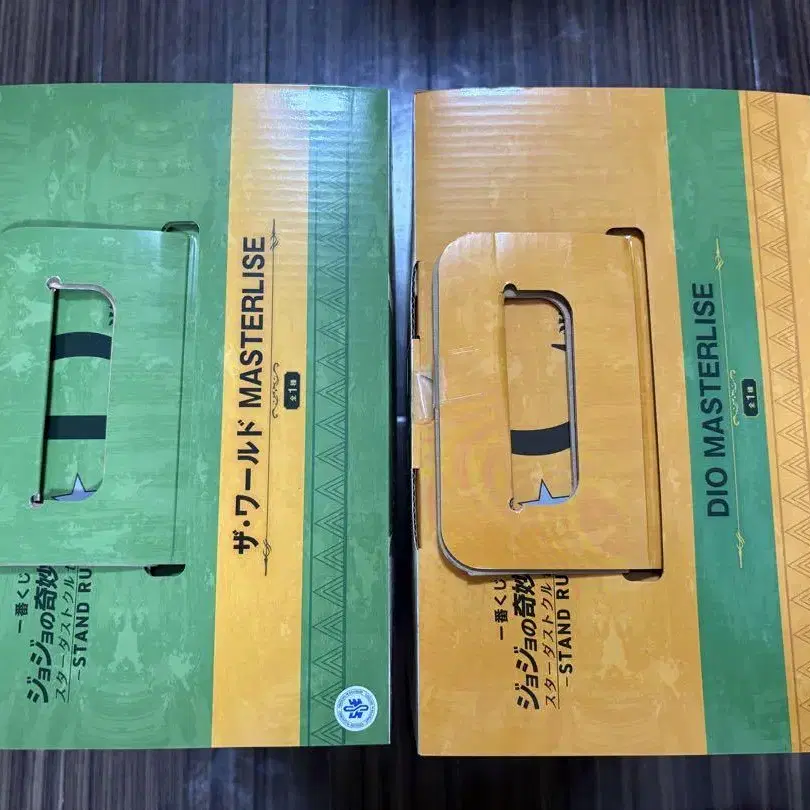 一番くじ
ジョジョの奇妙
スターダストクル
-STAND RU
ザ・ワールド MASTERLISE
全1種
一番くじ
ジョジョの奇妙
スターダストクルセ
-STAND RU
DIO MASTERLISE
全1種